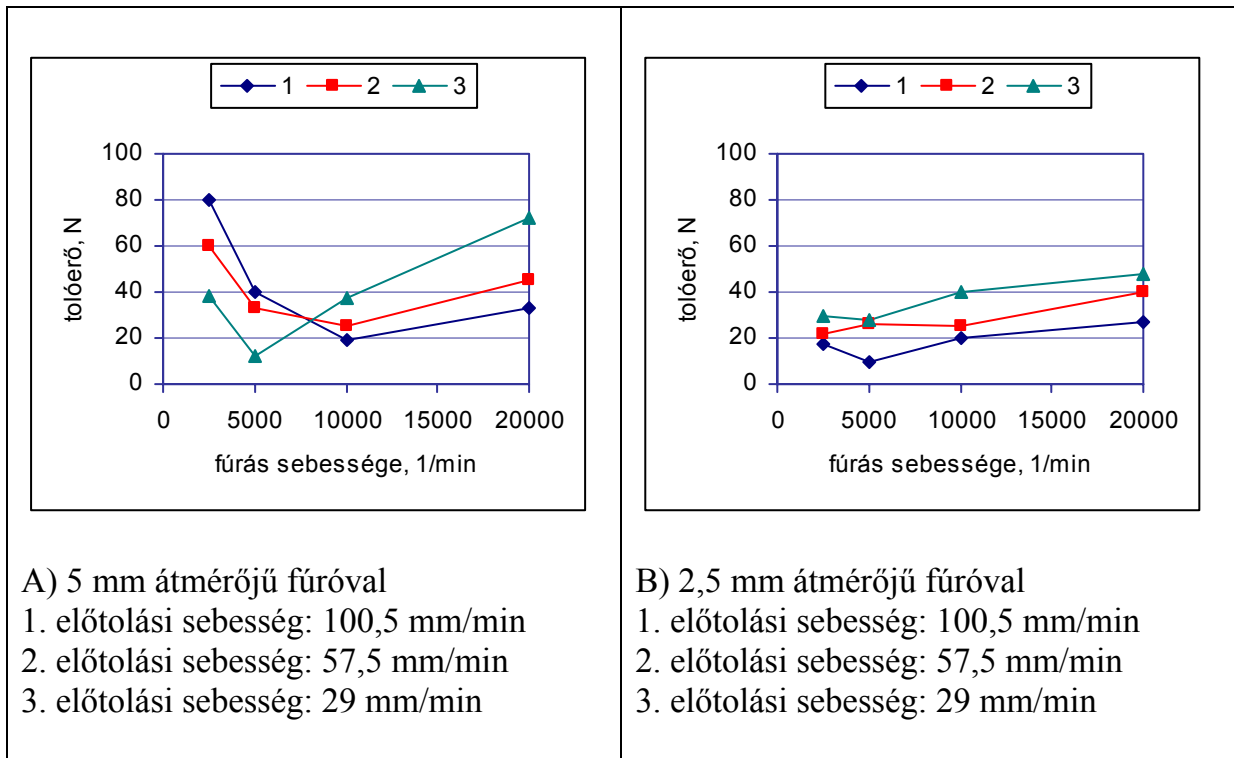 1 2 3
100
80
60
40
20
0
tolóerő, N
0 5000 10000 15000 20000
fúrás sebessége, 1/min
A) 5 mm átmérőjű fúróval
1. előtolási sebesség: 100,5 mm/min
2. előtolási sebesség: 57,5 mm/min
3. előtolási sebesség: 29 mm/min
1 2 3
100
80
60
40
20
0
tolóerő, N
0 5000 10000 15000 20000
fúrás sebessége, 1/min
B) 2,5 mm átmérőjű fúróval
1. előtolási sebesség: 100,5 mm/min
2. előtolási sebesség: 57,5 mm/min
3. előtolási sebesség: 29 mm/min